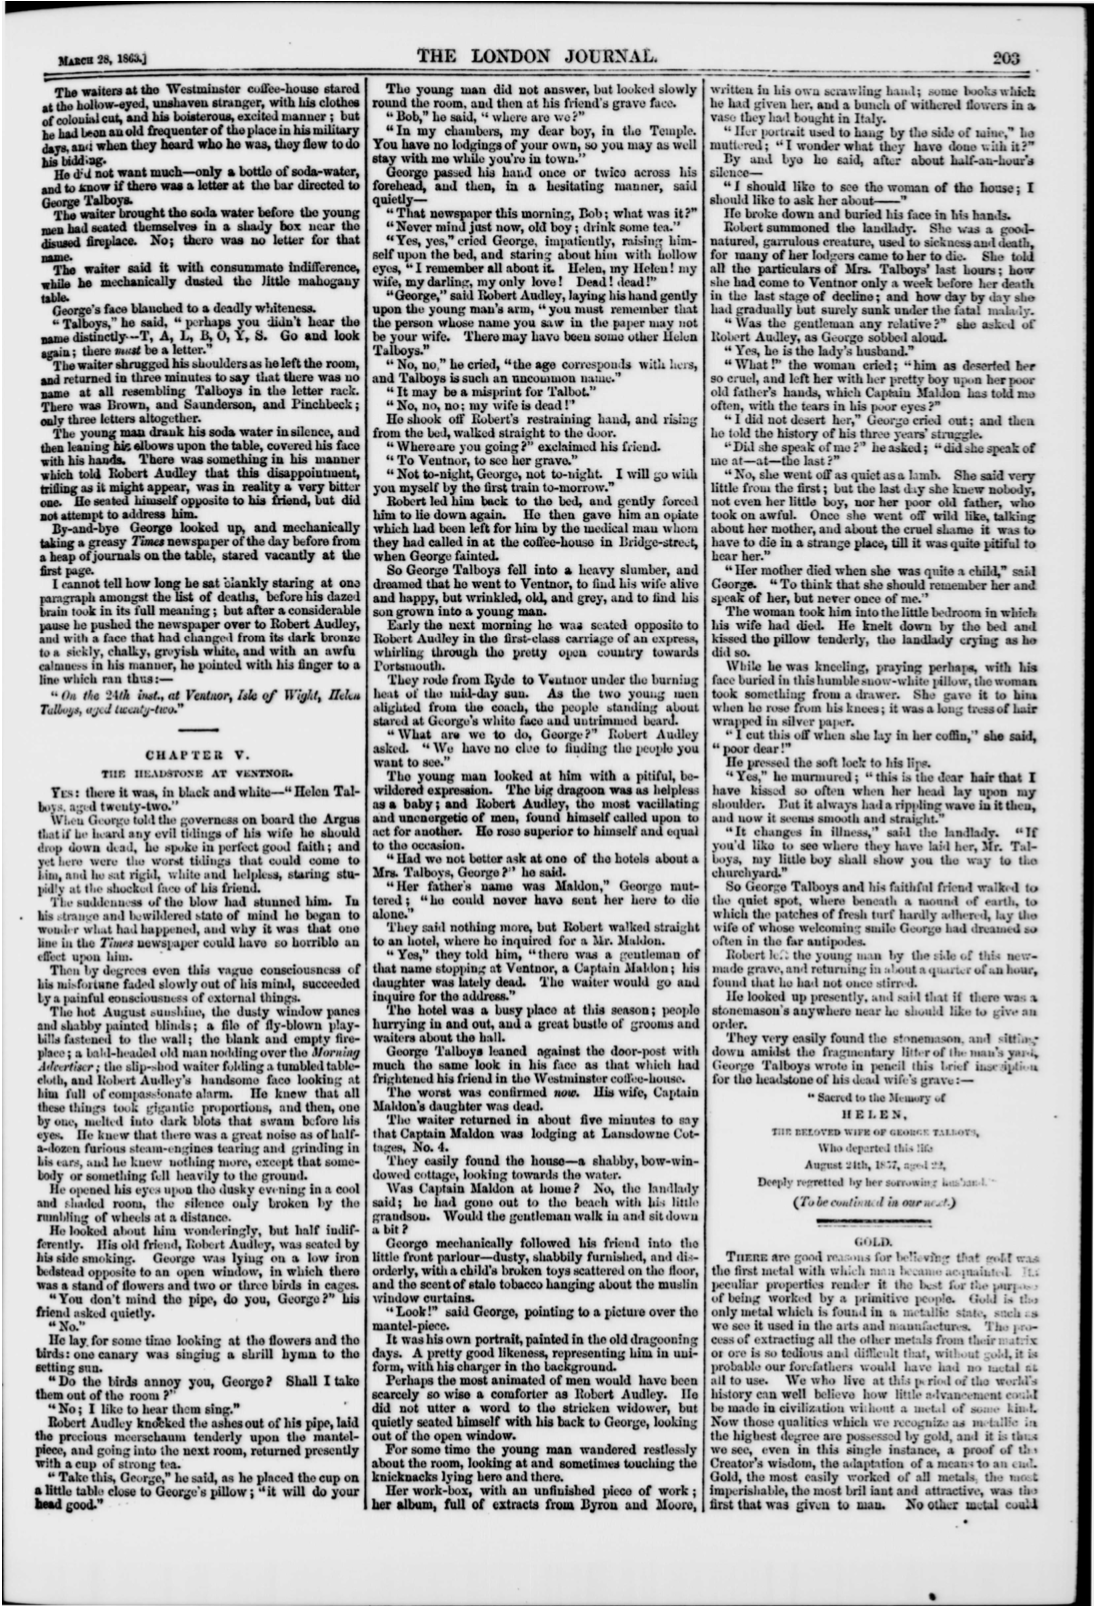 MARCH 28, 1863.]
THE LONDON JOURNAL.
203
The waiters at the Westminster coffee-house stared
at the hollow-eyed, unshaven stranger, with his clothes
of colonial cut, and his boisterous, excited manner; but
he had been an old frequenter of the place in his military
days, and when they heard who he was, they flew to do
his bidding.
He did not want much—only a bottle of soda-water,
and to know if there was a letter at the bar directed to
George Talboys.
The waiter brought the soda water before the young
men had seated themselves in a shady box near the
disused fireplace. No; there was no letter for that
name.
The waiter said it with consummate indifference,
while he mechanically dusted the little mahogany
table.
George's face blanched to a deadly whiteness.
"Talboys," he said, "perhaps you didn't hear the
name distinctly—T, A, L, B, O, Y, S. Go and look
again; there must be a letter."
The waiter shrugged his shoulders as he left the room,
and returned in three minutes to say that there was no
name at all resembling Talboys in the letter rack.
There was Brown, and Saunderson, and Pinchbeck;
only three letters altogether.
The young man drank his soda water in silence, and
then leaning his elbows upon the table, covered his face
with his hands. There was something in his manner
which told Robert Audley that this disappointment,
trifling as it might appear, was in reality a very bitter
one. He seated himself opposite to his friend, but did
not attempt to address him.
By-and-bye George looked up, and mechanically
taking a greasy Times newspaper of the day before from
a heap of journals on the table, stared vacantly at the
first page.
I cannot tell how long he sat blankly staring at one
paragraph amongst the list of deaths, before his dazed
brain took in its full meaning; but after a considerable
pause he pushed the newspaper over to Robert Audley,
and with a face that had changed from its dark bronze
to a sickly, chalky, greyish white, and with an awfu
calmness in his manner, he pointed with his finger to a
line which ran thus:—
"On the 24th inst., at Ventnor, Isle of Wight, Helen
Talboys, aged twenty-two."
CHAPTER V.
THE HEADSTONE AT VENTNOR.
YES: there it was, in black and white—"Helen Tal-
boys, aged twenty-two."
When George told the governess on board the Argus
that if he heard any evil tidings of his wife he should
drop down dead, he spoke in perfect good faith; and
yet here were the worst tidings that could come to
him, and he sat rigid, white and helpless, staring stu-
pidly at the shocked face of his friend.
The suddenness of the blow had stunned him. In
his strange and bewildered state of mind he began to
wonder what had happened, and why it was that one
line in the Times newspaper could have so horrible an
effect upon him.
Then by degrees even this vague consciousness of
his misfortune faded slowly out of his mind, succeeded
by a painful consciousness of external things.
The hot August sunshine, the dusty window panes
and shabby painted blinds; a file of fly-blown play-
bills fastened to the wall; the blank and empty fire-
place; a bald-headed old man nodding over the Morning
Advertiser; the slip-shod waiter folding a tumbled table-
cloth, and Robert Audley's handsome face looking at
him full of compassionate alarm. He knew that all
these things took gigantic proportions, and then, one
by one, melted into dark blots that swam before his
eyes. He knew that there was a great noise as of half-
a-dozen furious steam-engines tearing and grinding in
his ears, and he knew nothing more, except that some-
body or something fell heavily to the ground.
He opened his eyes upon the dusky evening in a cool
and shaded room, the silence only broken by the
rumbling of wheels at a distance.
He looked about him wonderingly, but half indif-
ferently. His old friend, Robert Audley, was seated by
his side smoking. George was lying on a low iron
bedstead opposite to an open window, in which there
was a stand of flowers and two or three birds in cages.
"You don't mind the pipe, do you, George?" his
friend asked quietly.
"No."
He lay for some time looking at the flowers and the
birds: one canary was singing a shrill hymn to the
setting sun.
"Do the birds annoy you, George? Shall I take
them out of the room?"
"No; I like to hear them sing."
Robert Audley knocked the ashes out of his pipe, laid
the precious meerschaum tenderly upon the mantel-
piece, and going into the next room, returned presently
with a cup of strong tea.
"Take this, George," he said, as he placed the cup on
a little table close to George's pillow; "it will do your
head good."
The young man did not answer, but looked slowly
round the room, and then at his friend's grave face.
"Bob," he said, "where are we?"
"In my chambers, my dear boy, in the Temple.
You have no lodgings of your own, so you may as well
stay with me while you're in town."
George passed his hand once or twice across his
forehead, and then, in a hesitating manner, said
quietly—
"That newspaper this morning, Bob; what was it?"
"Never mind just now, old boy; drink some tea."
"Yes, yes," cried George, impatiently, raising him-
self upon the bed, and staring about him with hollow
eyes, "I remember all about it. Helen, my Helen! my
wife, my darling, my only love! Dead! dead!"
"George," said Robert Audley, laying his hand gently
upon the young man's arm, "you must remember that
the person whose name you saw in the paper may not
be your wife. There may have been some other Helen
Talboys."
"No, no," he cried, "the age corresponds with hers,
and Talboys is such an uncommon name."
"It may be a misprint for Talbot."
"No, no, no; my wife is dead!"
He shook off Robert's restraining hand, and rising
from the bed, walked straight to the door.
"Where are you going?" exclaimed his friend.
"To Ventnor, to see her grave."
"Not to-night, George, not to-night. I will go with
you myself by the first train to-morrow."
Robert led him back to the bed, and gently forced
him to lie down again. He then gave him an opiate
which had been left for him by the medical man whom
they had called in at the coffee-house in Bridge-street,
when George fainted.
So George Talboys fell into a heavy slumber, and
dreamed that he went to Ventnor, to find his wife alive
and happy, but wrinkled, old, and grey, and to find his
son grown into a young man.
Early the next morning he was seated opposite to
Robert Audley in the first-class carriage of an express,
whirling through the pretty open country towards
Portsmouth.
They rode from Ryde to Ventnor under the burning
heat of the mid-day sun. As the two young men
alighted from the coach, the people standing about
stared at George's white face and untrimmed beard.
"What are we to do, George?" Robert Audley
asked. "We have no clue to finding the people you
want to see."
The young man looked at him with a pitiful, be-
wildered expression. The big dragoon was as helpless
as a baby; and Robert Audley, the most vacillating
and unenergetic of men, found himself called upon to
act for another. He rose superior to himself and equal
to the occasion.
"Had we not better ask at one of the hotels about a
Mrs. Talboys, George?" he said.
"Her father's name was Maldon," George mut-
tered; "he could never have sent her here to die
alone."
They said nothing more, but Robert walked straight
to an hotel, where he inquired for a Mr. Maldon.
"Yes," they told him, "there was a gentleman of
that name stopping at Ventnor, a Captain Maldon; his
daughter was lately dead. The waiter would go and
inquire for the address."
The hotel was a busy place at this season; people
hurrying in and out, and a great bustle of grooms and
waiters about the hall.
George Talboys leaned against the door-post with
much the same look in his face as that which had
frightened his friend in the Westminster coffee-house.
The worst was confirmed now. His wife, Captain
Maldon's daughter was dead.
The waiter returned in about five minutes to say
that Captain Maldon was lodging at Lansdowne Cot-
tages, No. 4.
They easily found the house—a shabby, bow-win-
dowed cottage, looking towards the water.
Was Captain Maldon at home? No, the landlady
said; he had gone out to the beach with his little
grandson. Would the gentleman walk in and sit down
a bit?
George mechanically followed his friend into the
little front parlour—dusty, shabbily furnished, and dis-
orderly, with a child's broken toys scattered on the floor,
and the scent of stale tobacco hanging about the muslin
window curtains.
"Look!" said George, pointing to a picture over the
mantel-piece.
It was his own portrait, painted in the old dragooning
days. A pretty good likeness, representing him in uni-
form, with his charger in the background.
Perhaps the most animated of men would have been
scarcely so wise a comforter as Robert Audley. He
did not utter a word to the stricken widower, but
quietly seated himself with his back to George, looking
out of the open window.
For some time the young man wandered restlessly
about the room, looking at and sometimes touching the
knicknacks lying here and there.
Her work-box, with an unfinished piece of work;
her album, full of extracts from Byron and Moore,
written in his own scrawling hand; some books which
he had given her, and a bunch of withered flowers in a
vase they had bought in Italy.
"Her portrait used to hang by the side of mine," he
muttered; "I wonder what they have done with it?"
By and bye he said, after about half-an-hour's
silence—
"I should like to see the woman of the house; I
should like to ask her about——"
He broke down and buried his face in his hands.
Robert summoned the landlady. She was a good-
natured, garrulous creature, used to sickness and death,
for many of her lodgers came to her to die. She told
all the particulars of Mrs. Talboys' last hours; how
she had come to Ventnor only a week before her death
in the last stage of decline; and how day by day she
had gradually but surely sunk under the fatal malady.
"Was the gentleman any relative?" she asked of
Robert Audley, as George sobbed aloud.
"Yes, he is the lady's husband."
"What!" the woman cried; "him as deserted her
so cruel, and left her with her pretty boy upon her poor
old father's hands, which Captain Maldon has told me
often, with the tears in his poor eyes?"
"I did not desert her," George cried out; and then
he told the history of his three years' struggle.
"Did she speak of me?" he asked; "did she speak of
me at—at—the last?"
"No, she went off as quiet as a lamb. She said very
little from the first; but the last day she knew nobody,
not even her little boy, nor her poor old father, who
took on awful. Once she went off wild like, talking
about her mother, and about the cruel shame it was to
have to die in a strange place, till it was quite pitiful to
hear her."
"Her mother died when she was quite a child," said
George. "To think that she should remember her and
speak of her, but never once of me."
The woman took him into the little bedroom in which
his wife had died. He knelt down by the bed and
kissed the pillow tenderly, the landlady crying as he
did so.
While he was kneeling, praying perhaps, with his
face buried in this humble snow-white pillow, the woman
took something from a drawer. She gave it to him
when he rose from his knees; it was a long tress of hair
wrapped in silver paper.
"I cut this off when she lay in her coffin," she said,
"poor dear!"
He pressed the soft lock to his lips.
"Yes," he murmured; "this is the dear hair that I
have kissed so often when her head lay upon my
shoulder. But it always had a rippling wave in it then,
and now it seems smooth and straight."
"It changes in illness," said the landlady. "If
you'd like to see where they have laid her, Mr. Tal-
boys, my little boy shall show you the way to the
churchyard."
So George Talboys and his faithful friend walked to
the quiet spot, where beneath a mound of earth, to
which the patches of fresh turf hardly adhered, lay the
wife of whose welcoming smile George had dreamed so
often in the far antipodes.
Robert left the young man by the side of this new-
made grave, and returning in about a quarter of an hour,
found that he had not once stirred.
He looked up presently, and said that if there was a
stonemason's anywhere near he should like to give an
order.
They very easily found the stonemason, and sitting
down amidst the fragmentary litter of the man's yard,
George Talboys wrote in pencil this brief inscription
for the headstone of his dead wife's grave:—
"Sacred to the Memory of
HELEN,
THE BELOVED WIFE OF GEORGE TALBOYS,
Who departed this life
August 24th, 1857, aged 22,
Deeply regretted by her sorrowing husband."
(To be continued in our next.)
GOLD.
THERE are good reasons for believing that gold was
the first metal with which man became acquainted. Its
peculiar properties render it the best for the purpose
of being worked by a primitive people. Gold is the
only metal which is found in a metallic state, such as
we see it used in the arts and manufactures. The pro-
cess of extracting all the other metals from their matrix
or ore is so tedious and difficult that, without gold, it is
probable our forefathers would have had no metal at
all to use. We who live at this period of the world's
history can well believe how little advancement could
be made in civilization without a metal of some kind.
Now those qualities which we recognize as metallic in
the highest degree are possessed by gold, and it is thus
we see, even in this single instance, a proof of the
Creator's wisdom, the adaptation of a means to an end.
Gold, the most easily worked of all metals, the most
imperishable, the most bril iant and attractive, was the
first that was given to man. No other metal could